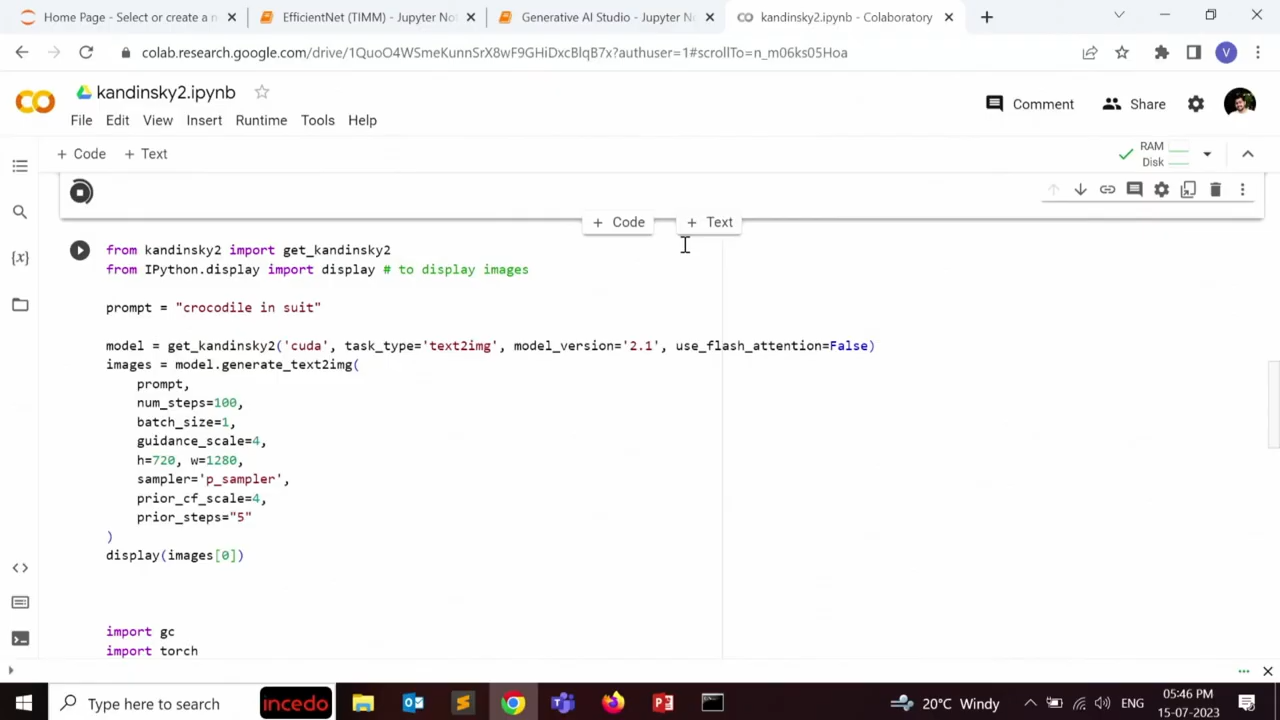 Home Page - Select or create a n
EfficientNet (TIMM) - Jupyter Not
Generative AI Studio - Jupyter No
kandinsky2.ipynb - Colaboratory
colab.research.google.com/drive/1QuoO4WSmeKunnSrX8wF9GHiDxcBlqB7x?authuser=1#scrollTo=n_m06ks05Hoa
V
kandinsky2.ipynb
Comment
Share
File Edit View Insert Runtime Tools Help
+ Code + Text
RAM
Disk
+ Code + Text
from kandinsky2 import get_kandinsky2
from IPython.display import display # to display images
prompt = "crocodile in suit"
model = get_kandinsky2('cuda', task_type='text2img', model_version='2.1', use_flash_attention=False)
images = model.generate_text2img(
prompt,
num_steps=100,
batch_size=1,
guidance_scale=4,
h=720, w=1280,
sampler='p_sampler',
prior_cf_scale=4,
prior_steps="5"
)
display(images[0])
import gc
import torch
Type here to search
incedo
20°C Windy
ENG
05:46 PM
15-07-2023